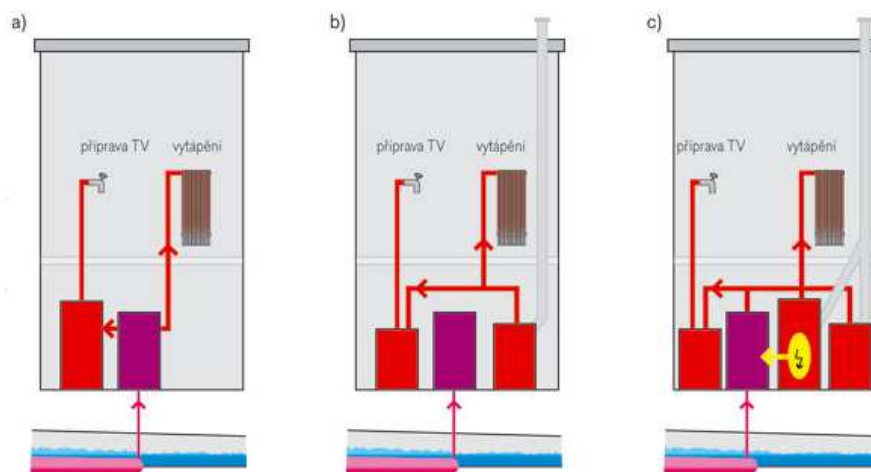 a)
b)
c)
příprava TV
vytápění
příprava TV
vytápění
příprava TV
vytápění